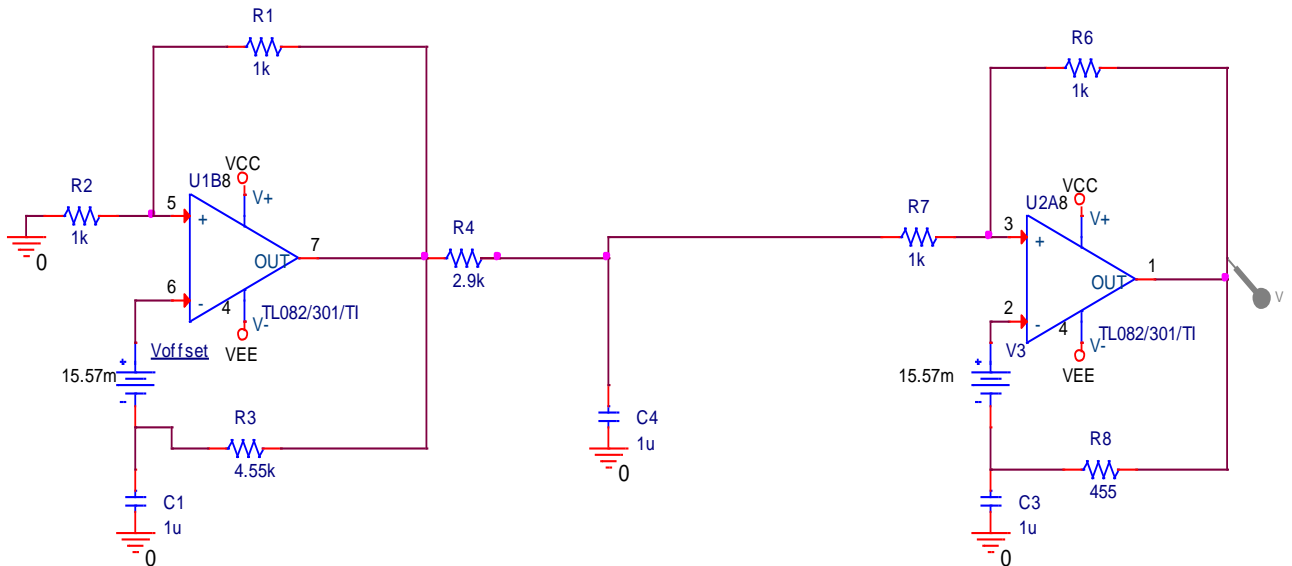 R1
1k
R6
1k
U1B8
VCC
V+
R2
1k
5
+
7
OUT
6
-
4
V-
VEE
TL082/301/TI
0
Voffset
+
15.57m
-
R3
4.55k
C1
1u
0
R4
2.9k
C4
1u
0
R7
1k
U2A8
VCC
V+
3
+
1
OUT
2
-
4
V-
VEE
TL082/301/TI
V
V3
+
15.57m
-
R8
455
C3
1u
0